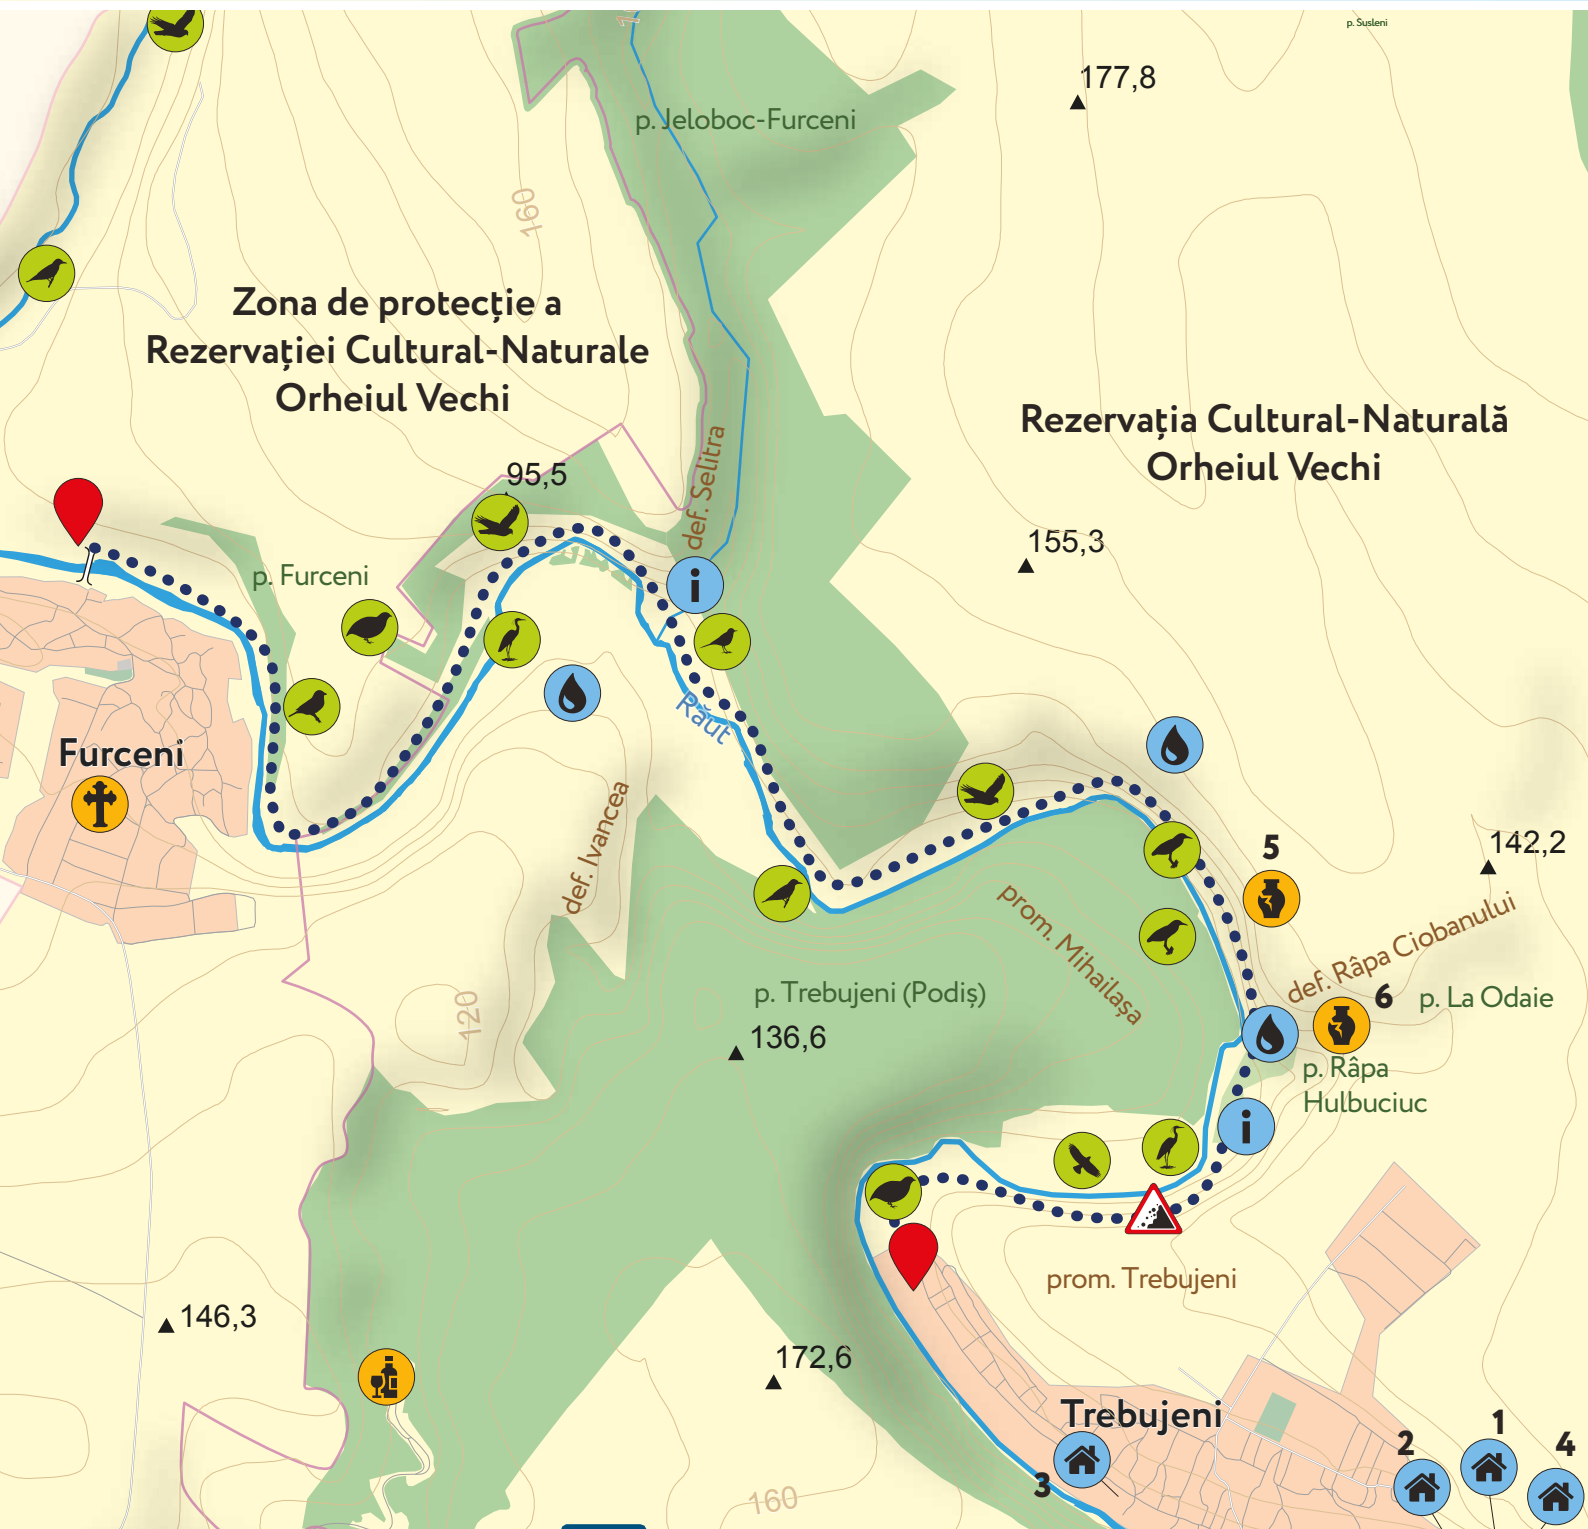 p. Susleni
177,8
p. Jeloboc-Furceni
160
Zona de protecție a
Rezervației Cultural-Naturale
Orheiul Vechi
Rezervația Cultural-Naturală
Orheiul Vechi
95,5
def. Selitra
155,3
p. Furceni
i
Răut
Furceni
def. Ivancea
5
142,2
prom. Mihailașa
def. Râpa Ciobanului
p. Trebujeni (Podiș)
6
p. La Odaie
120
136,6
p. Râpa
Hulbuciuc
i
prom. Trebujeni
146,3
172,6
Trebujeni
1
2
4
3
160